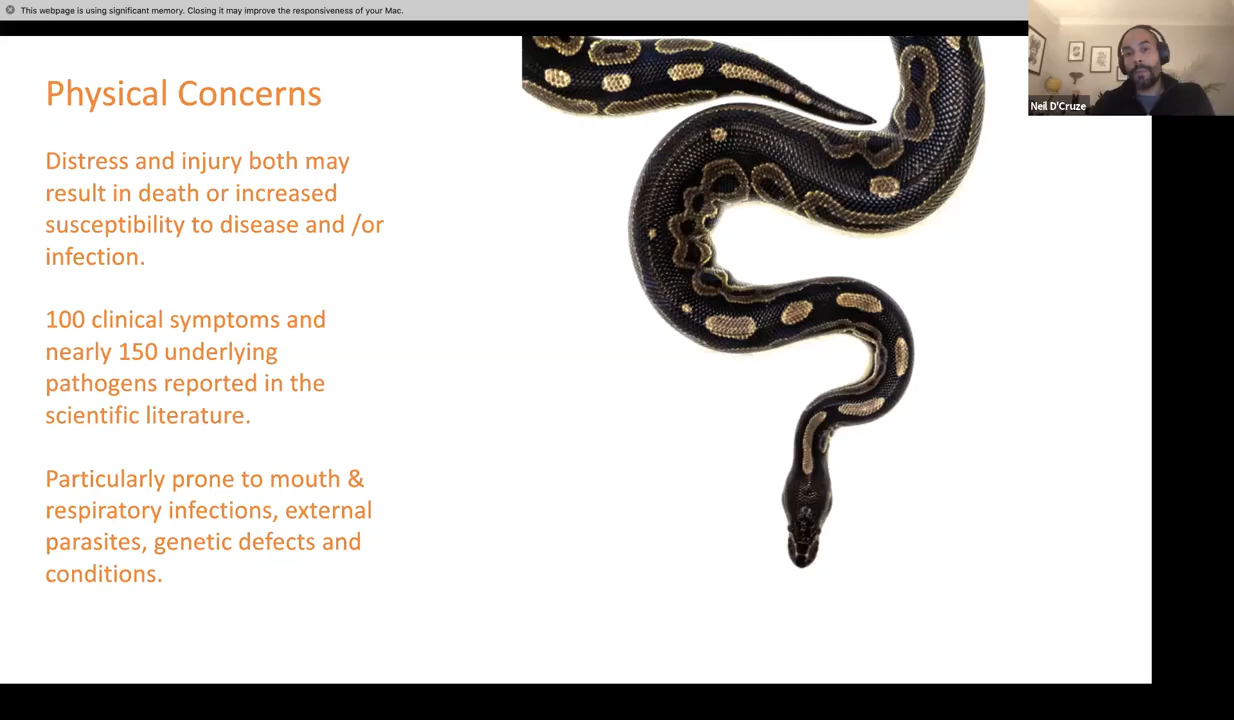 This webpage is using significant memory. Closing it may improve the responsiveness of your Mac.
Physical Concerns
Neil D'Cruze
Distress and injury both may
result in death or increased
susceptibility to disease and /or
infection.
100 clinical symptoms and
nearly 150 underlying
pathogens reported in the
scientific literature.
Particularly prone to mouth &
respiratory infections, external
parasites, genetic defects and
conditions.